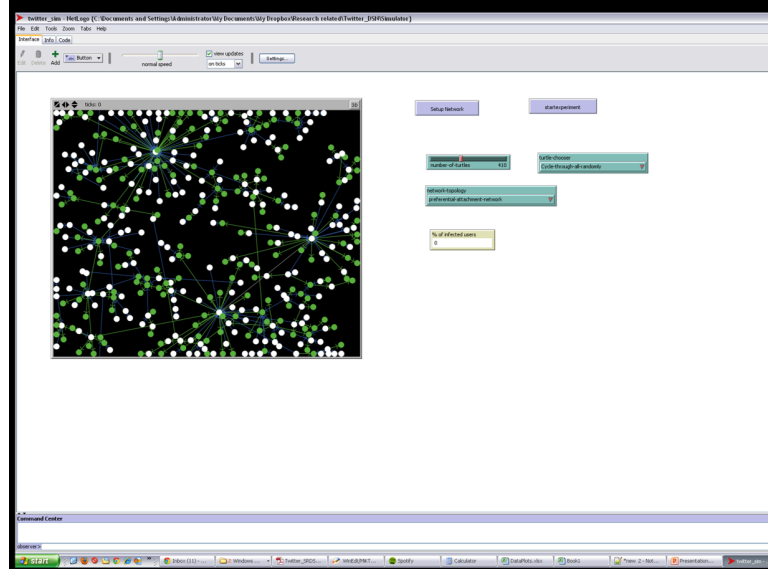 twitter_sim - NetLogo {C:\Documents and Settings\Administrator\My Documents\My Dropbox\Research related\Twitter_DSN\Simulator}
File Edit Tools Zoom Tabs Help
Interface Info Code
Edit Delete Add Button normal speed view updates on ticks Settings...
ticks: 0 3D
Setup Network startexperiment
number-of-turtles 410
turtle-chooser
Cycle-through-all-randomly
network-topology
preferential-attachment-network
% of infected users
0
Command Center
observer>
start Inbox (11) - ... Windows ... Twitter_SRDS... WinEdt/MiKT... Spotify Calculator DataPlots.xlsx Book1 *new 2 - Not... Presentation... twitter_sim -